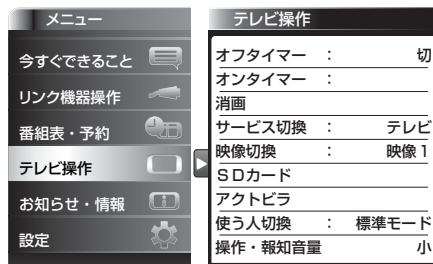 メニュー
今すぐできること
リンク機器操作
番組表・予約
テレビ操作
お知らせ・情報
設定
テレビ操作
オフタイマー : 切
オンタイマー :
消画
サービス切換 : テレビ
映像切換 : 映像1
SDカード
アクトビラ
使う人切換 : 標準モード
操作・報知音量 小